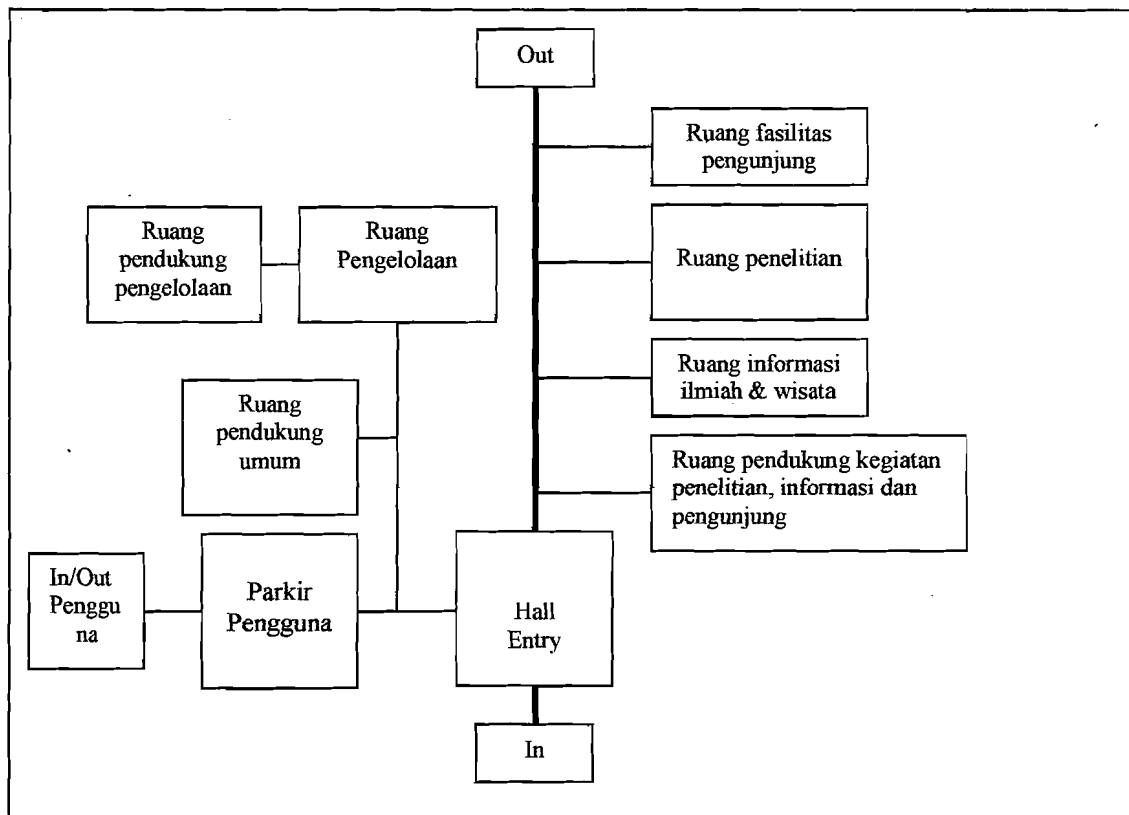 Out
Ruang fasilitas
pengunjung
Ruang
pendukung
pengelolaan
Ruang
Pengelolaan
Ruang penelitian
Ruang informasi
ilmiah & wisata
Ruang
pendukung
umum
Ruang pendukung kegiatan
penelitian, informasi dan
pengunjung
In/Out
Penggu
na
Parkir
Pengguna
Hall
Entry
In